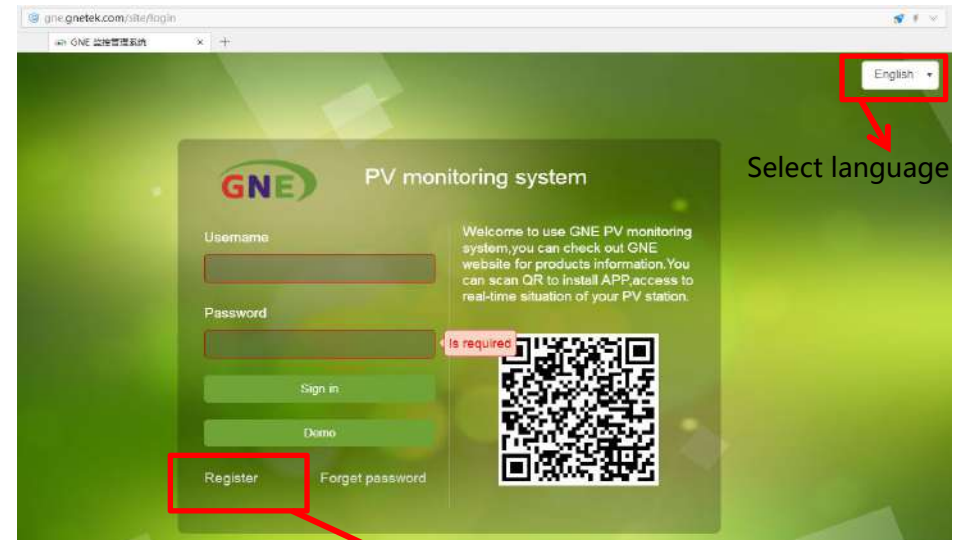 gne.gnetek.com/site/login
GNE 监控管理系统
English
Select language
GNE
PV monitoring system
Username
Welcome to use GNE PV monitoring
system,you can check out GNE
website for products information.You
can scan QR to install APP,access to
real-time situation of your PV station.
Password
Is required
Sign in
Demo
Register
Forget password